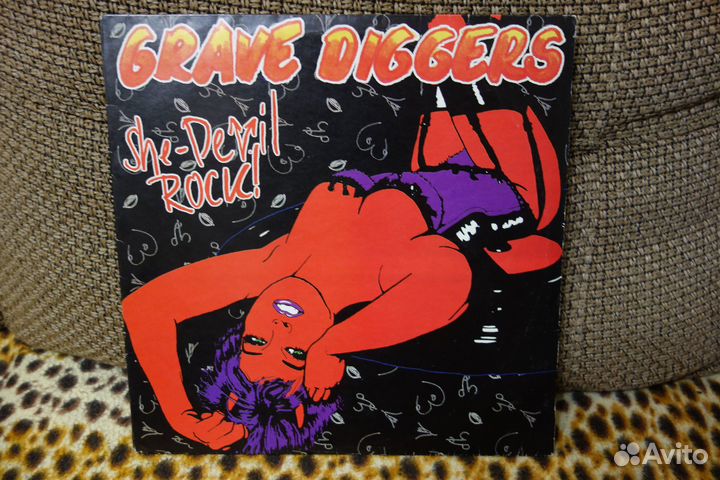 GRAVE DIGGERS
She-Devil
ROCK!
Avito